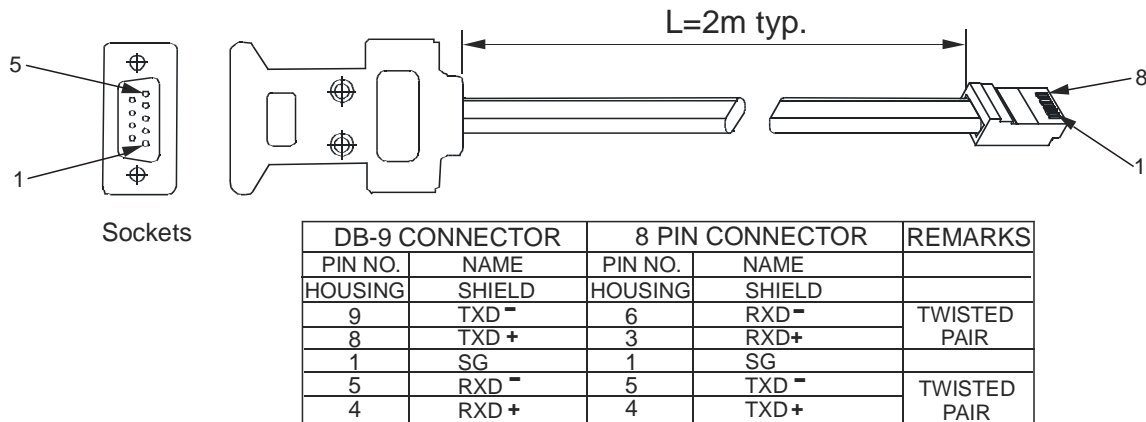 L=2m typ.
5
8
1
1
Sockets
DB-9 CONNECTOR 8 PIN CONNECTOR REMARKS
PIN NO. NAME PIN NO. NAME
HOUSING SHIELD HOUSING SHIELD
9 TXD - 6 RXD - TWISTED
8 TXD + 3 RXD+ PAIR
1 SG 1 SG
5 RXD - 5 TXD - TWISTED
4 RXD + 4 TXD+ PAIR